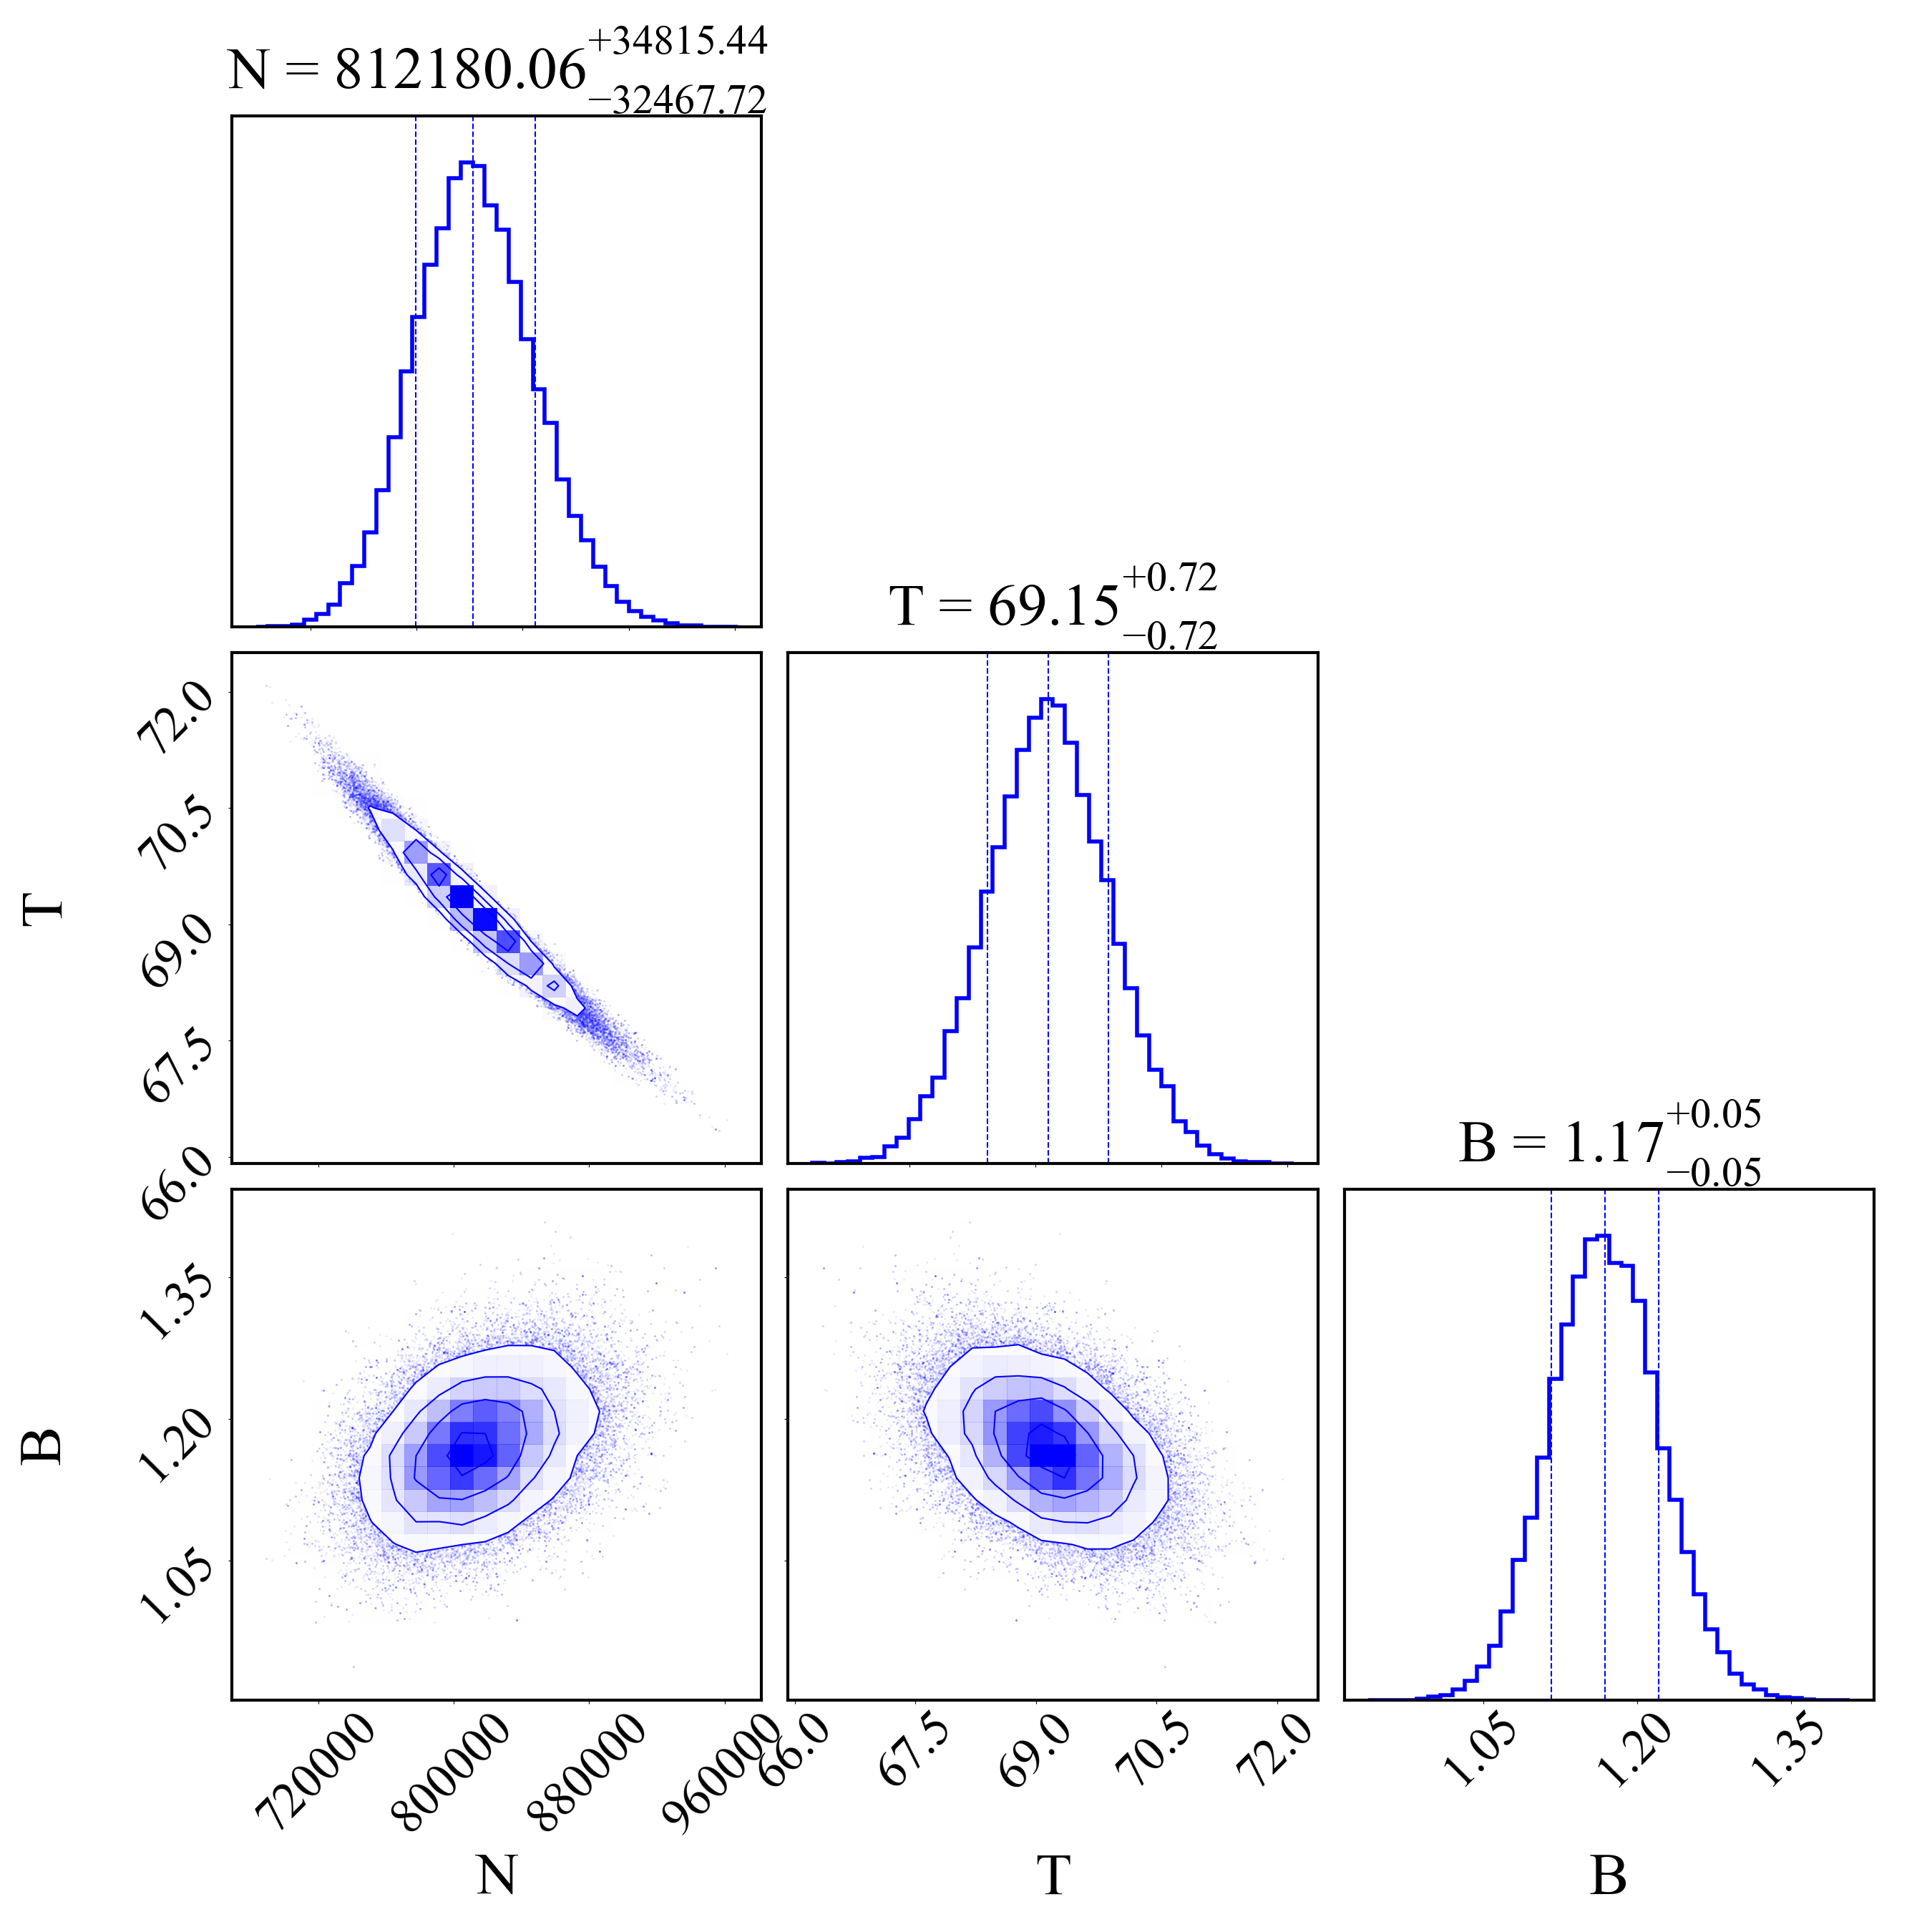 N = 812180.06 +34815.44 −32467.72
T = 69.15 +0.72 −0.72
72.0
70.5
69.0
67.5
66.0
T
B = 1.17 +0.05 −0.05
1.35
1.20
1.05
B
720000 800000 880000 960000
66.0 67.5 69.0 70.5 72.0
1.05 1.20 1.35
N T B